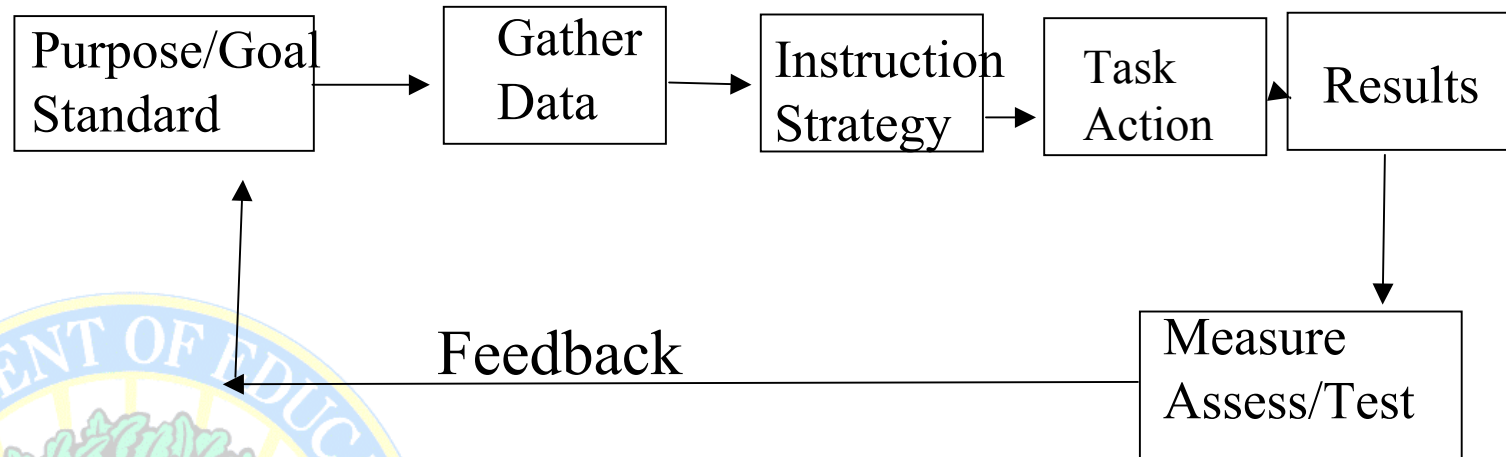 Purpose/Goal
Standard
Gather
Data
Instruction
Strategy
Task
Action
Results
Measure
Assess/Test
Feedback
ENT OF EDUC